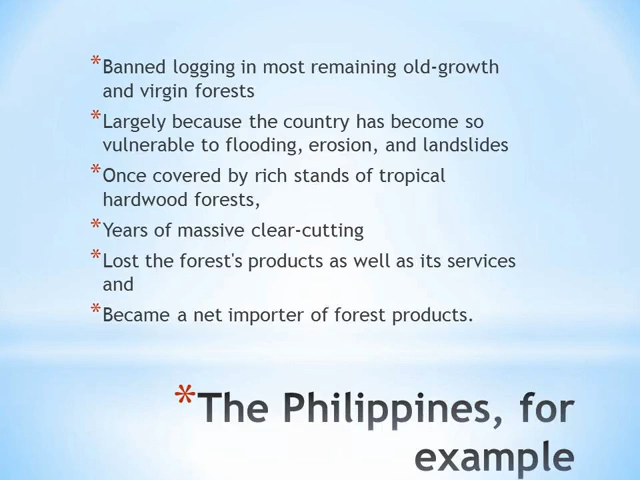 *Banned logging in most remaining old-growth
and virgin forests
*Largely because the country has become so
vulnerable to flooding, erosion, and landslides
*Once covered by rich stands of tropical
hardwood forests,
*Years of massive clear-cutting
*Lost the forest's products as well as its services
and
*Became a net importer of forest products.
*The Philippines, for
example